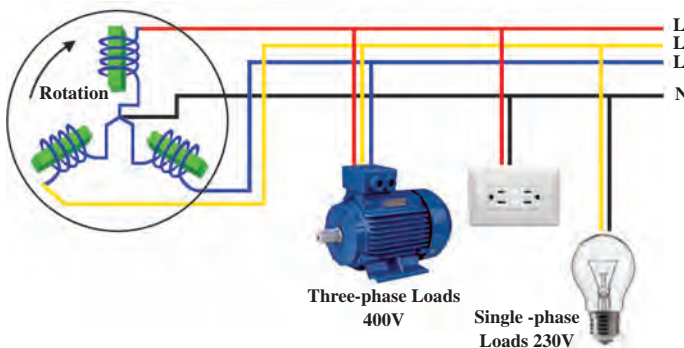 L
L
L
N
Rotation
Three-phase Loads
400V
Single -phase
Loads 230V